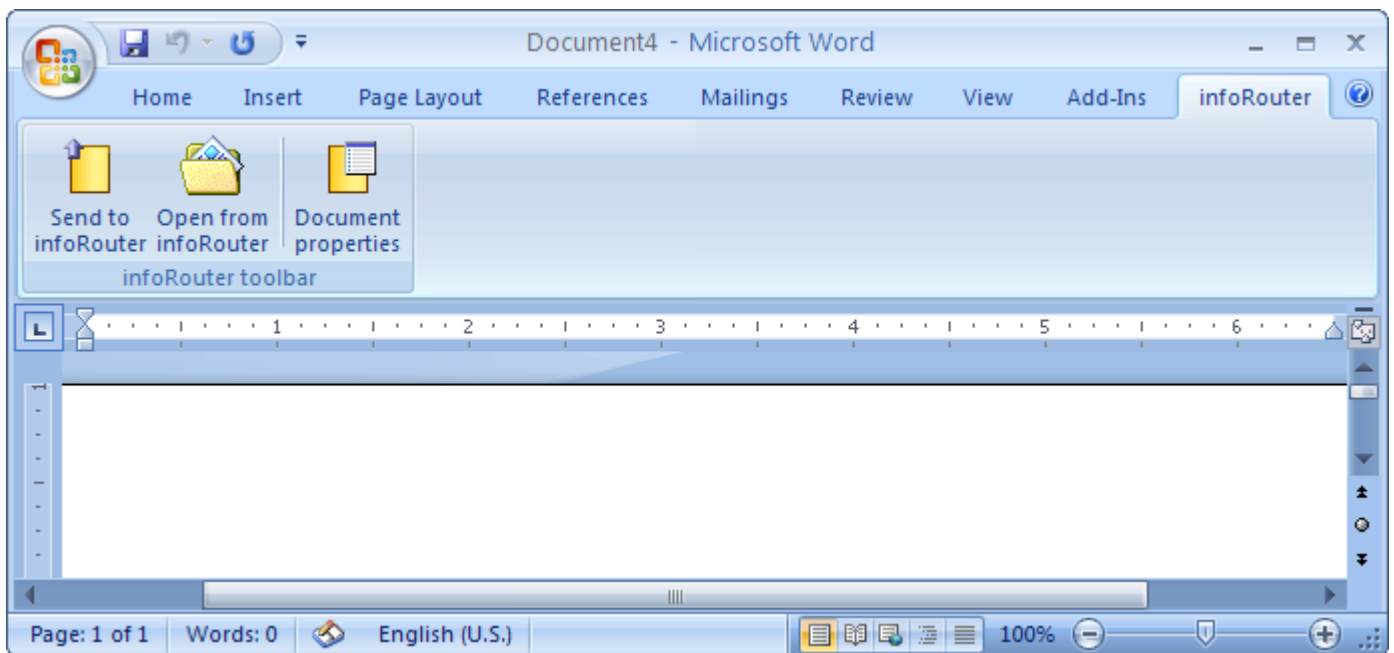 Document4 - Microsoft Word
Home Insert Page Layout References Mailings Review View Add-Ins infoRouter
Send to Open from Document
infoRouter infoRouter properties
infoRouter toolbar
L 1 2 3 4 5 6
1
Page: 1 of 1 Words: 0 English (U.S.) 100%